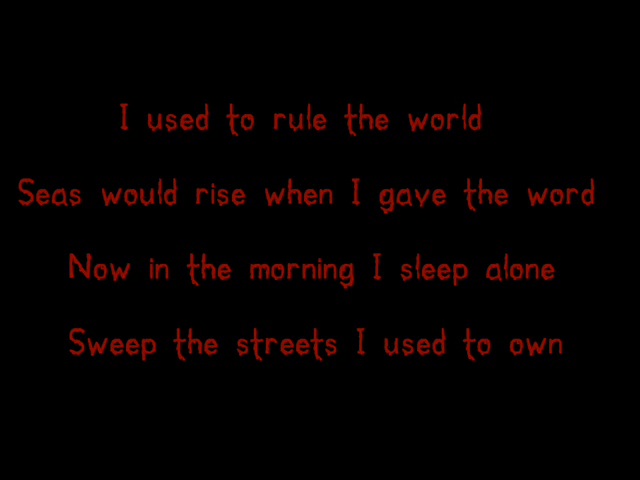 I used to rule the world
Seas would rise when I gave the word
Now in the morning I sleep alone
Sweep the streets I used to own